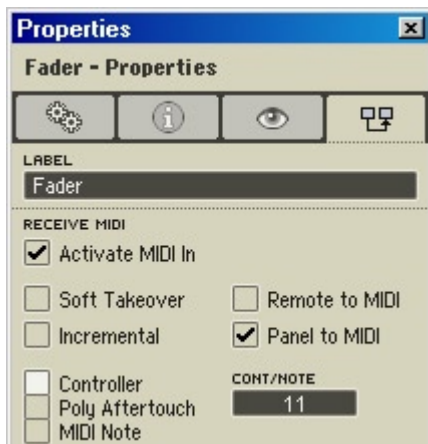 Properties
Fader - Properties
LABEL
Fader
RECEIVE MIDI
Activate MIDI In
Soft Takeover
Remote to MIDI
Incremental
Panel to MIDI
Controller
CONT/NOTE
Poly Aftertouch
11
MIDI Note